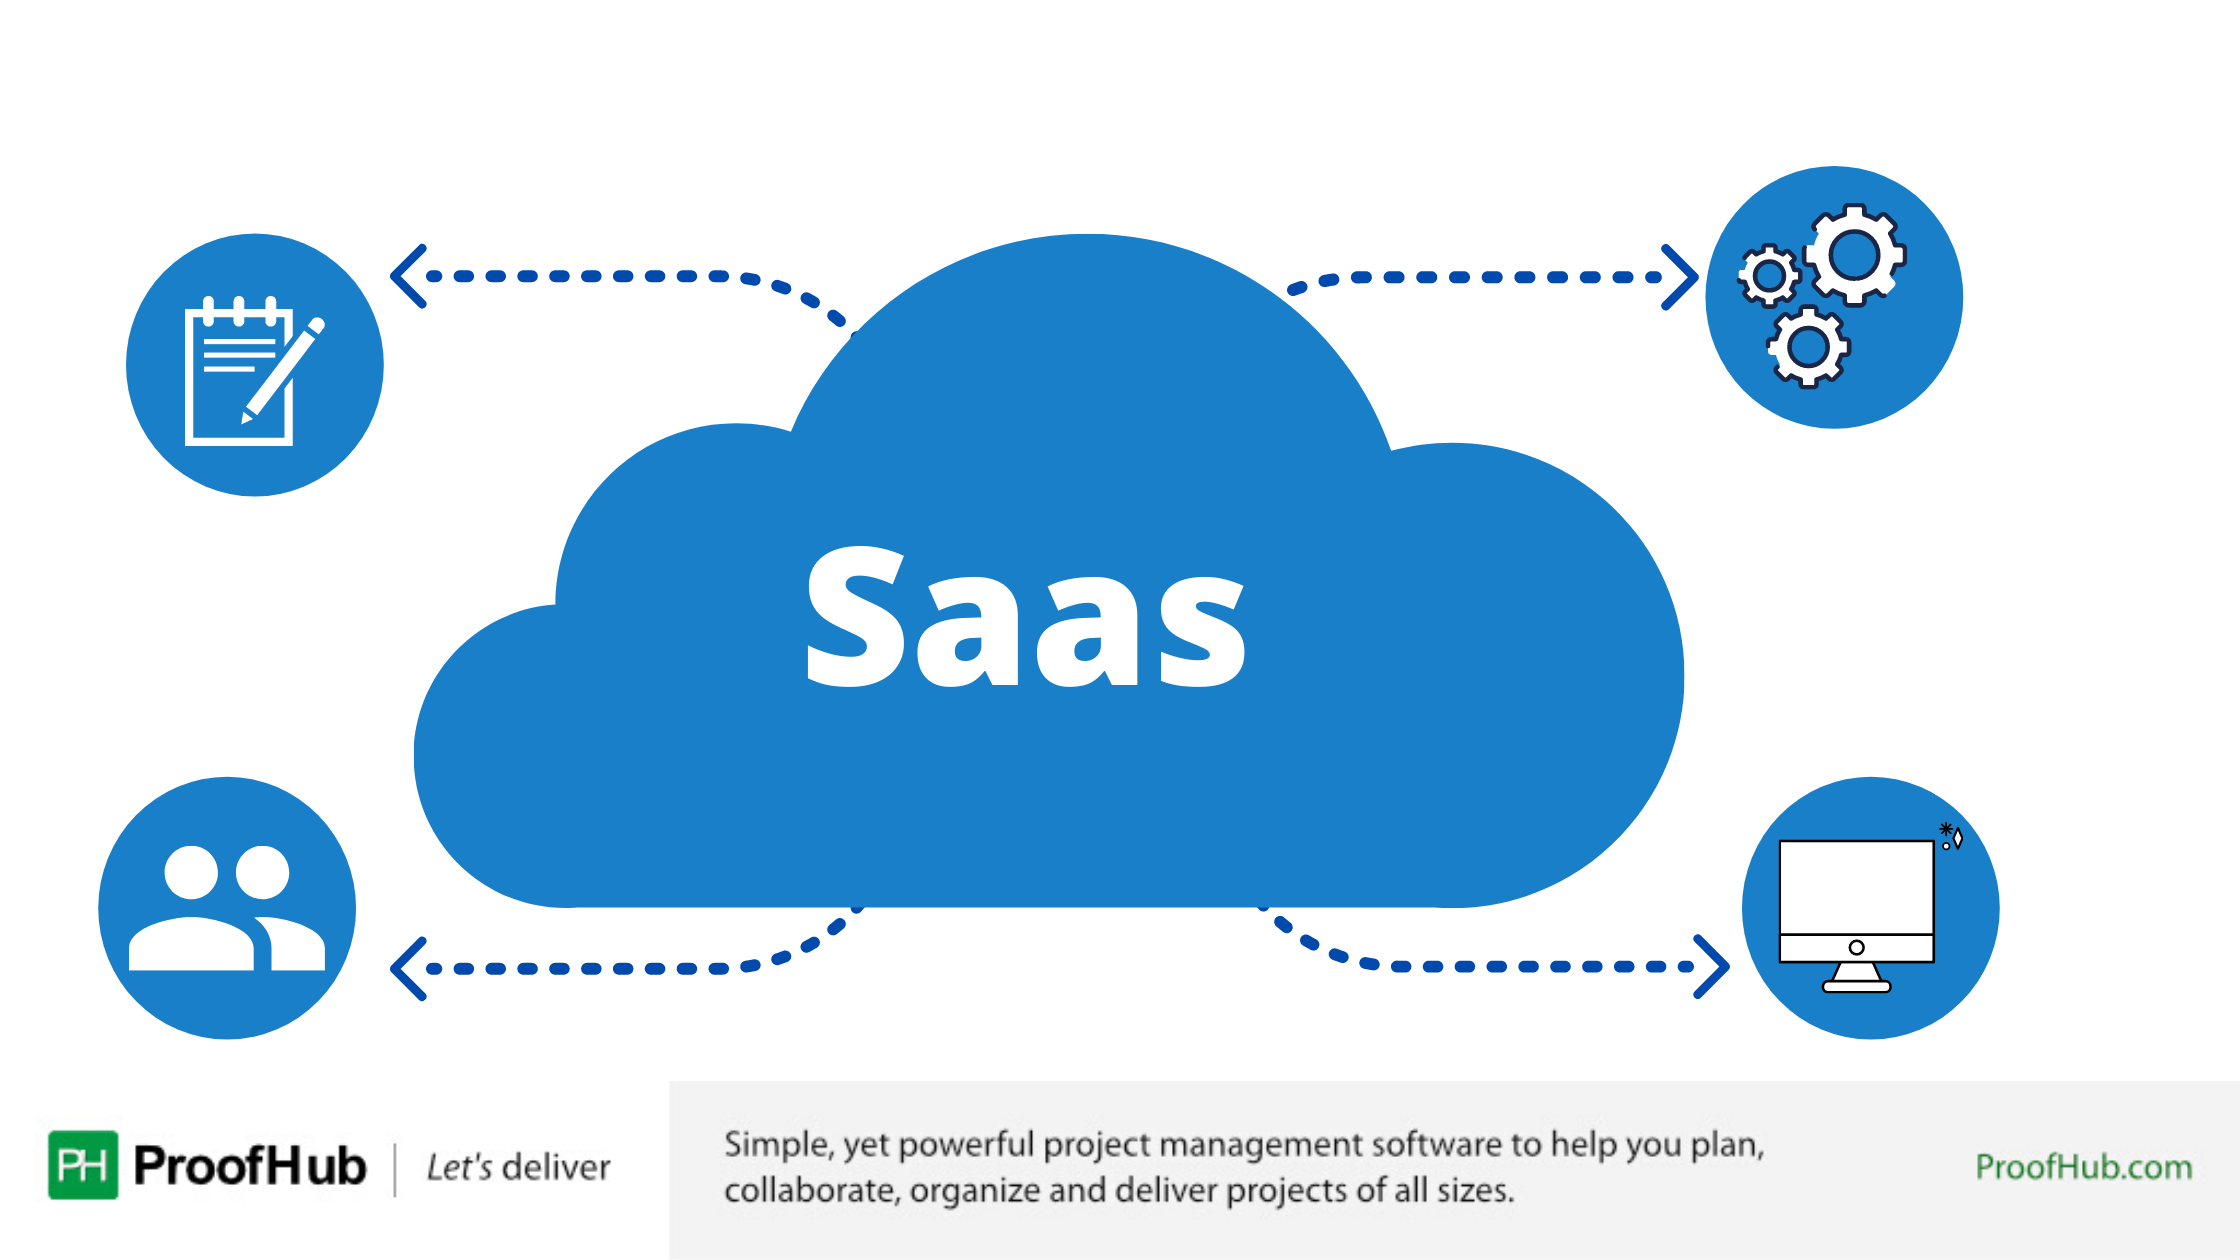 Saas
PH ProofHub | Let's deliver
Simple, yet powerful project management software to help you plan,
collaborate, organize and deliver projects of all sizes.
ProofHub.com